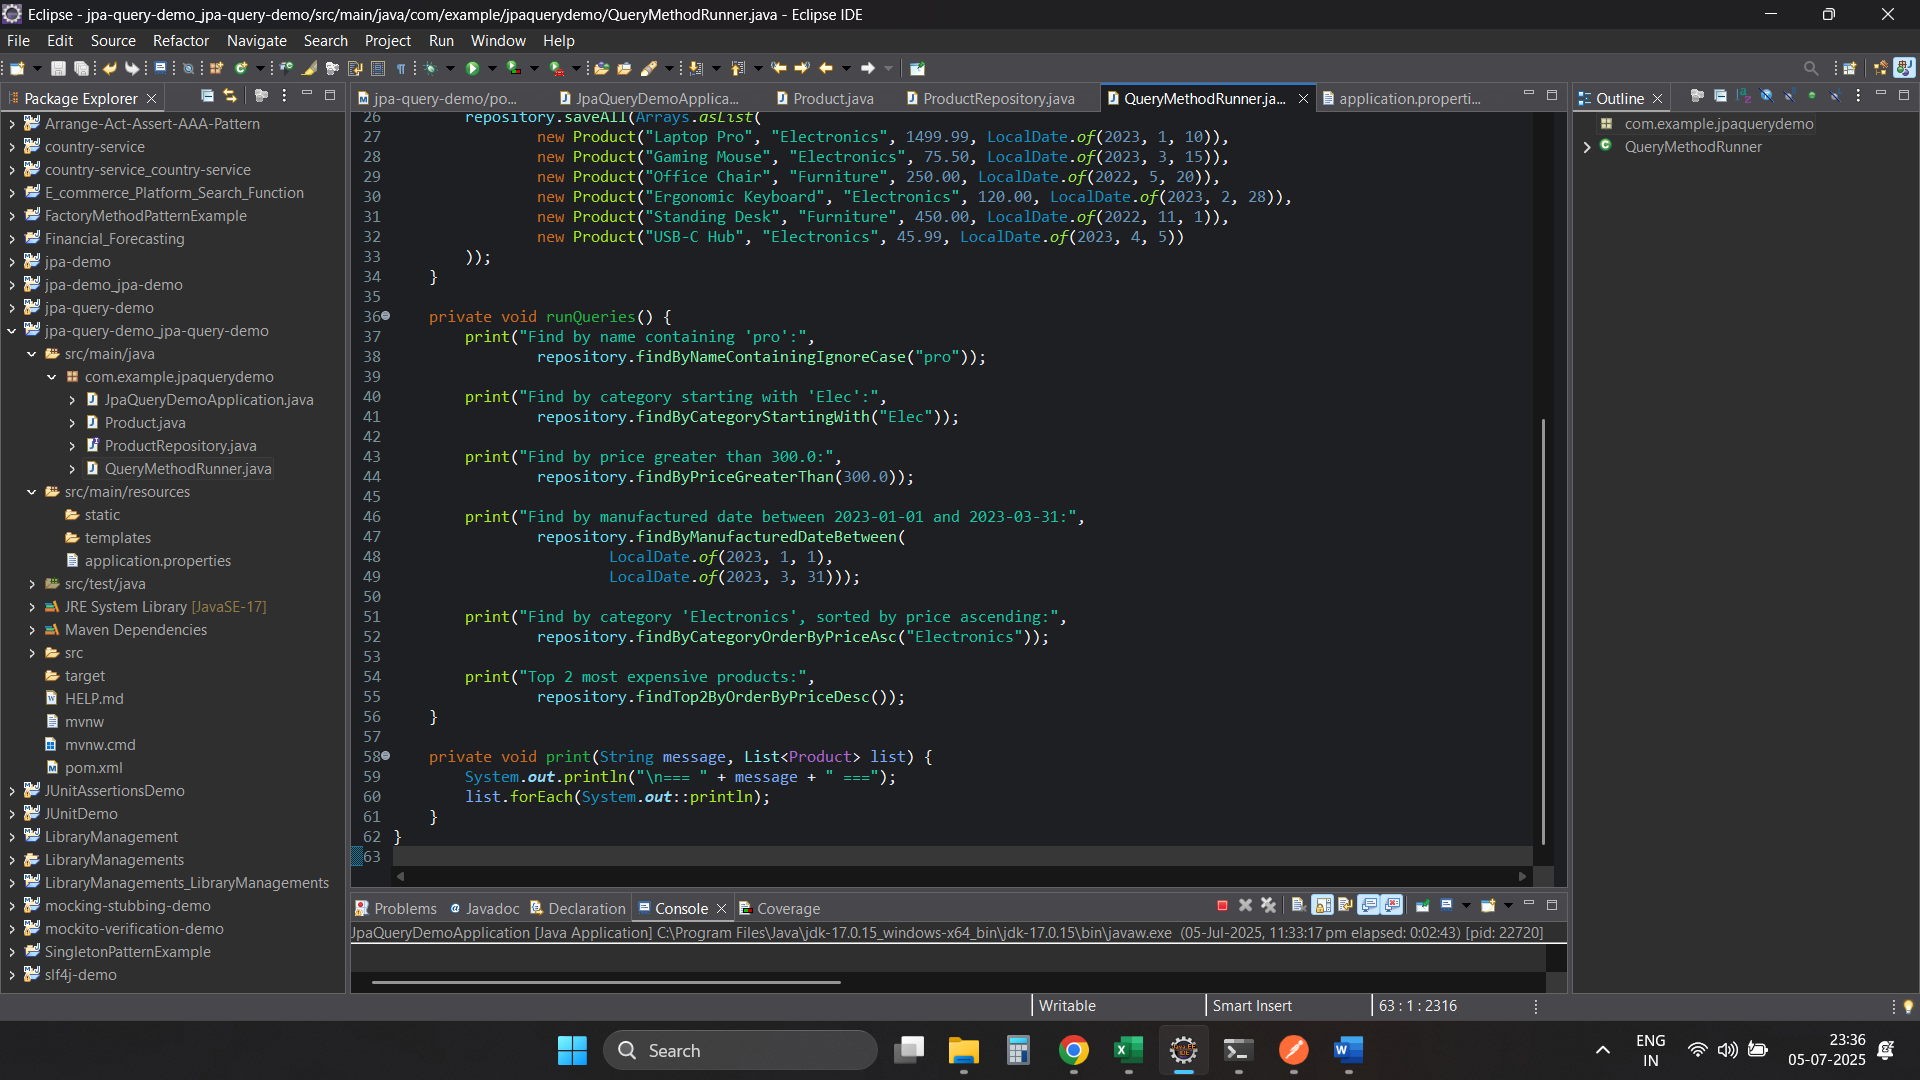 Eclipse - jpa-query-demo_jpa-query-demo/src/main/java/com/example/jpaquerydemo/QueryMethodRunner.java - Eclipse IDE
File Edit Source Refactor Navigate Search Project Run Window Help
Package Explorer
Arrange-Act-Assert-AAA-Pattern
country-service
country-service_country-service
E_commerce_Platform_Search_Function
FactoryMethodPatternExample
Financial_Forecasting
jpa-demo
jpa-demo_jpa-demo
jpa-query-demo
jpa-query-demo_jpa-query-demo
src/main/java
com.example.jpaquerydemo
JpaQueryDemoApplication.java
Product.java
ProductRepository.java
QueryMethodRunner.java
src/main/resources
static
templates
application.properties
src/test/java
JRE System Library [JavaSE-17]
Maven Dependencies
src
target
HELP.md
mvnw
mvnw.cmd
pom.xml
JUnitAssertionsDemo
JUnitDemo
LibraryManagement
LibraryManagements
LibraryManagements_LibraryManagements
mocking-stubbing-demo
mockito-verification-demo
SingletonPatternExample
slf4j-demo
jpa-query-demo/po... JpaQueryDemoApplica... Product.java ProductRepository.java QueryMethodRunner.ja... application.properti...
26 repository.saveAll(Arrays.asList(
27 new Product("Laptop Pro", "Electronics", 1499.99, LocalDate.of(2023, 1, 10)),
28 new Product("Gaming Mouse", "Electronics", 75.50, LocalDate.of(2023, 3, 15)),
29 new Product("Office Chair", "Furniture", 250.00, LocalDate.of(2022, 5, 20)),
30 new Product("Ergonomic Keyboard", "Electronics", 120.00, LocalDate.of(2023, 2, 28)),
31 new Product("Standing Desk", "Furniture", 450.00, LocalDate.of(2022, 11, 1)),
32 new Product("USB-C Hub", "Electronics", 45.99, LocalDate.of(2023, 4, 5))
33 ));
34 }
35
36 private void runQueries() {
37 print("Find by name containing 'pro':",
38 repository.findByNameContainingIgnoreCase("pro"));
39
40 print("Find by category starting with 'Elec':",
41 repository.findByCategoryStartingWith("Elec"));
42
43 print("Find by price greater than 300.0:",
44 repository.findByPriceGreaterThan(300.0));
45
46 print("Find by manufactured date between 2023-01-01 and 2023-03-31:",
47 repository.findByManufacturedDateBetween(
48 LocalDate.of(2023, 1, 1),
49 LocalDate.of(2023, 3, 31)));
50
51 print("Find by category 'Electronics', sorted by price ascending:",
52 repository.findByCategoryOrderByPriceAsc("Electronics"));
53
54 print("Top 2 most expensive products:",
55 repository.findTop2ByOrderByPriceDesc());
56 }
57
58 private void print(String message, List<Product> list) {
59 System.out.println("\n=== " + message + " ===");
60 list.forEach(System.out::println);
61 }
62 }
63
Outline
com.example.jpaquerydemo
QueryMethodRunner
Problems Javadoc Declaration Console Coverage
JpaQueryDemoApplication [Java Application] C:\Program Files\Java\jdk-17.0.15_windows-x64_bin\jdk-17.0.15\bin\javaw.exe (05-Jul-2025, 11:33:17 pm elapsed: 0:02:43) [pid: 22720]
Writable Smart Insert 63 : 1 : 2316
Search
ENG
IN
23:36
05-07-2025